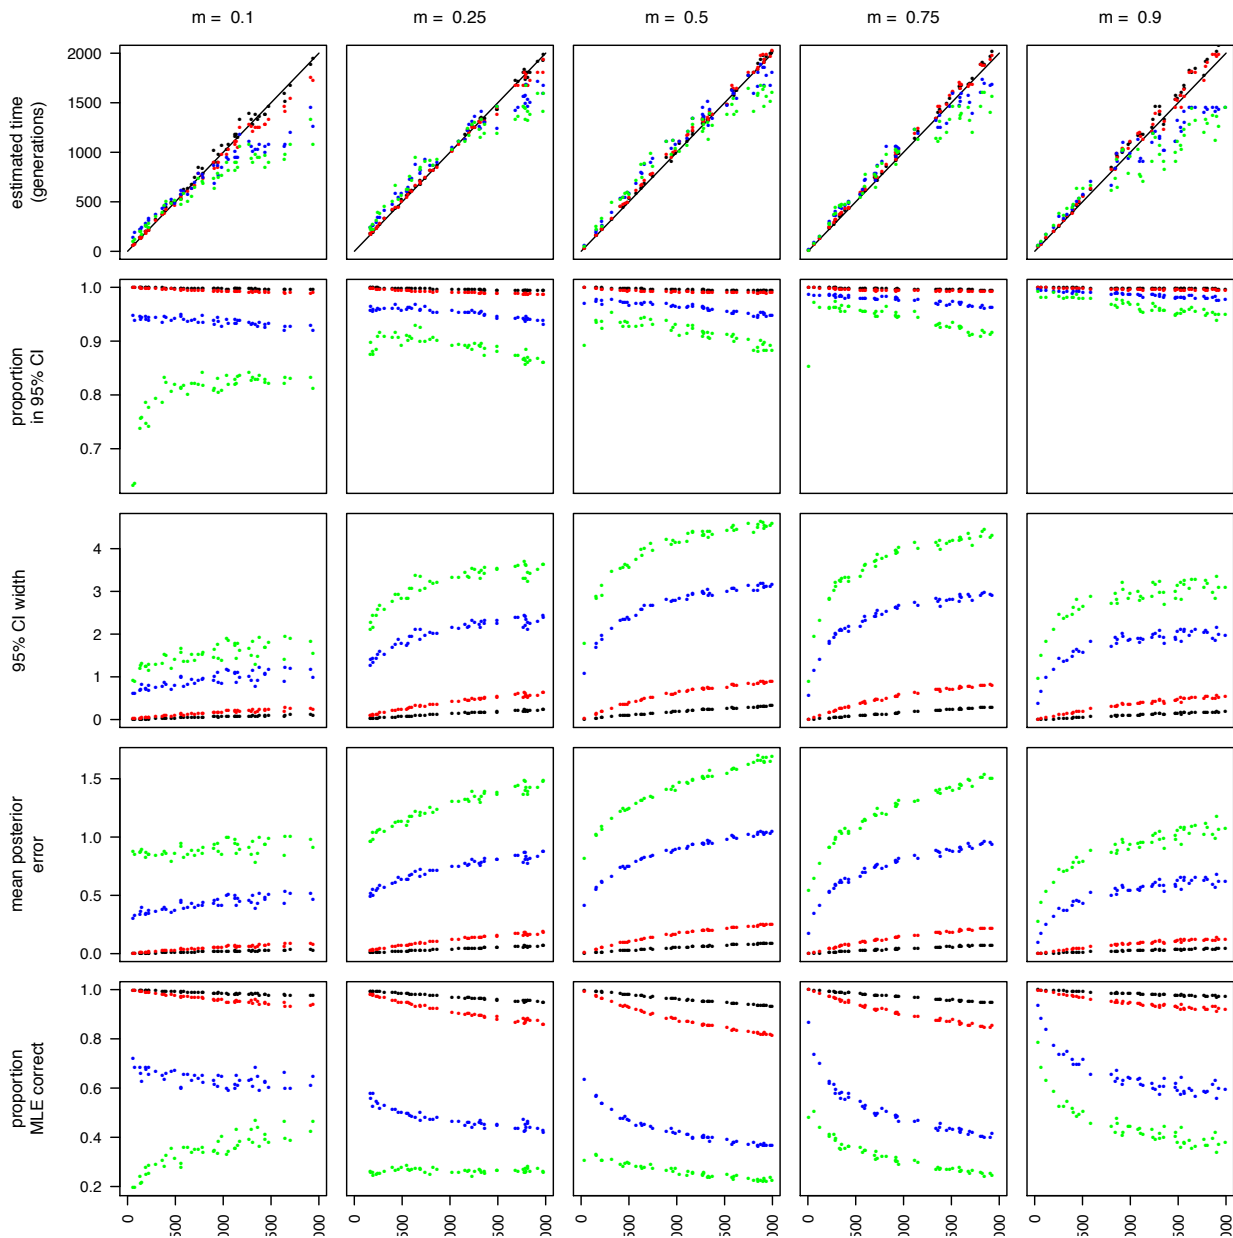 m = 0.1
m = 0.25
m = 0.5
m = 0.75
m = 0.9
estimated time
(generations)
2000
1500
1000
500
0
proportion
in 95% CI
1.0
0.9
0.8
0.7
95% CI width
4
3
2
1
0
mean posterior
error
1.5
1.0
0.5
0.0
proportion
MLE correct
1.0
0.8
0.6
0.4
0.2
0
0
0
0
0